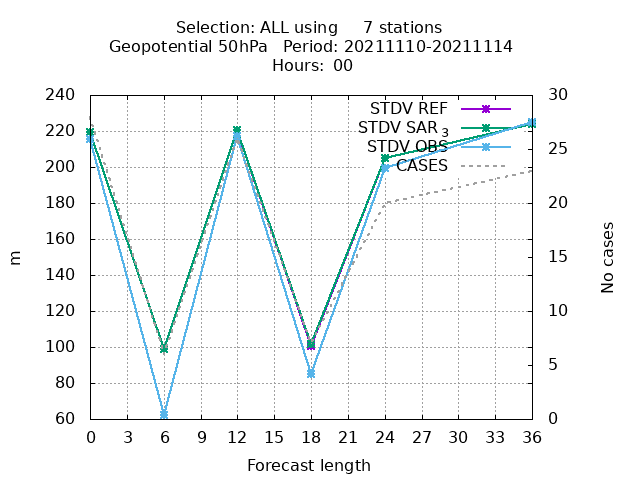 Selection: ALL using 7 stations
Geopotential 50hPa Period: 20211110-20211114
Hours: 00
240 30
STDV REF
220
STDV SAR 3
25
STDV OBS
200
CASES
180 20
160
15
140
120 10
100
5
80
60 0
0 3 6 9 12 15 18 21 24 27 30 33 36
m
No cases
Forecast length